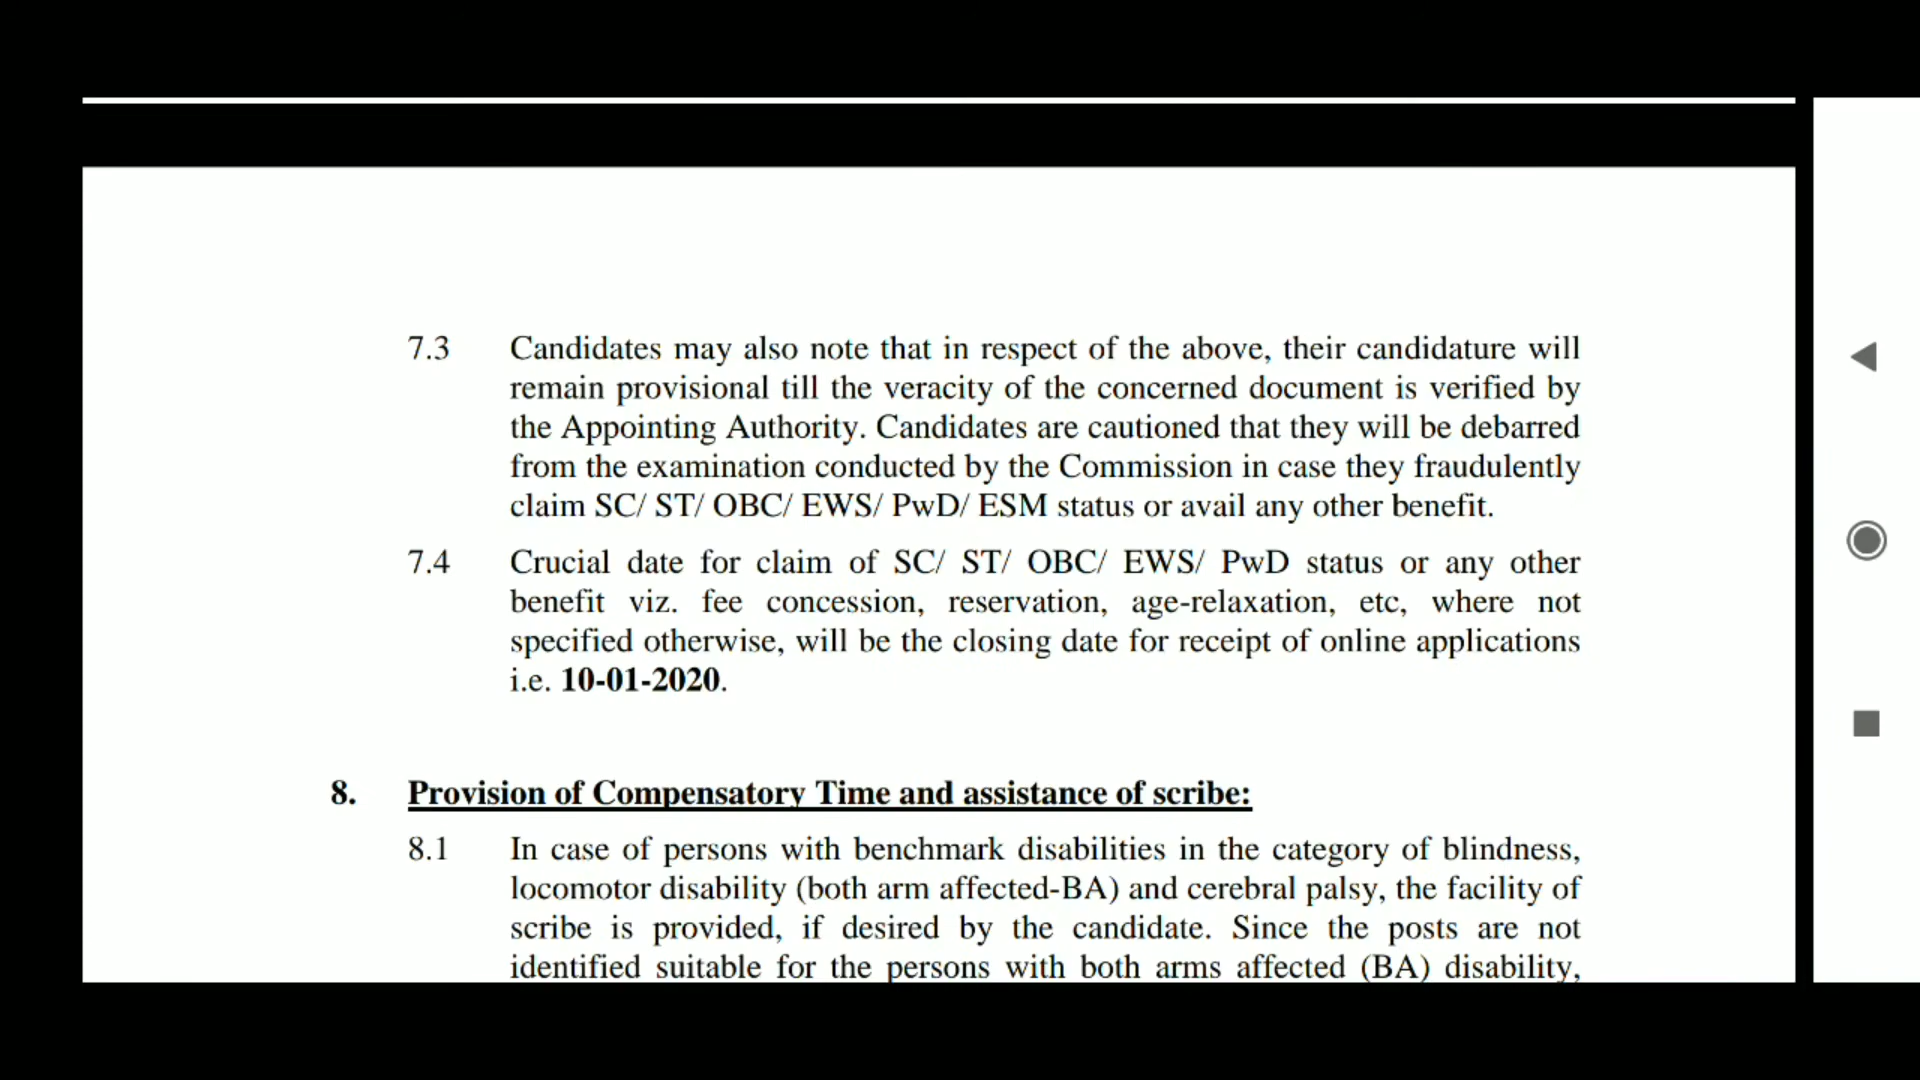 7.3 Candidates may also note that in respect of the above, their candidature will
remain provisional till the veracity of the concerned document is verified by
the Appointing Authority. Candidates are cautioned that they will be debarred
from the examination conducted by the Commission in case they fraudulently
claim SC/ ST/ OBC/ EWS/ PwD/ ESM status or avail any other benefit.
7.4 Crucial date for claim of SC/ ST/ OBC/ EWS/ PwD status or any other
benefit viz. fee concession, reservation, age-relaxation, etc, where not
specified otherwise, will be the closing date for receipt of online applications
i.e. 10-01-2020.
8. Provision of Compensatory Time and assistance of scribe:
8.1 In case of persons with benchmark disabilities in the category of blindness,
locomotor disability (both arm affected-BA) and cerebral palsy, the facility of
scribe is provided, if desired by the candidate. Since the posts are not
identified suitable for the persons with both arms affected (BA) disability,